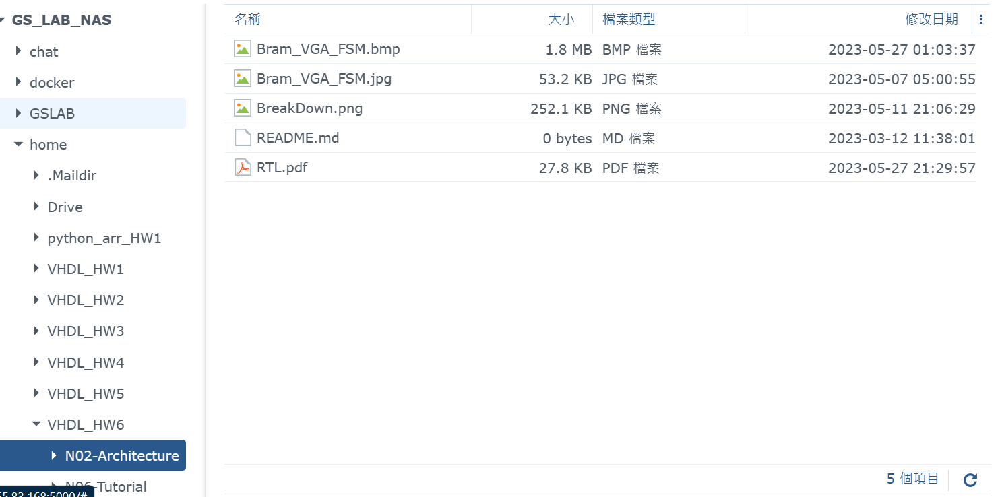 GS_LAB_NAS
chat
docker
GSLAB
home
.Maildir
Drive
python_arr_HW1
VHDL_HW1
VHDL_HW2
VHDL_HW3
VHDL_HW4
VHDL_HW5
VHDL_HW6
N02-Architecture
N06-Tutorial
55.83.168:5000/#
名稱 大小 檔案類型 修改日期
Bram_VGA_FSM.bmp 1.8 MB BMP 檔案 2023-05-27 01:03:37
Bram_VGA_FSM.jpg 53.2 KB JPG 檔案 2023-05-07 05:00:55
BreakDown.png 252.1 KB PNG 檔案 2023-05-11 21:06:29
README.md 0 bytes MD 檔案 2023-03-12 11:38:01
RTL.pdf 27.8 KB PDF 檔案 2023-05-27 21:29:57
5 個項目